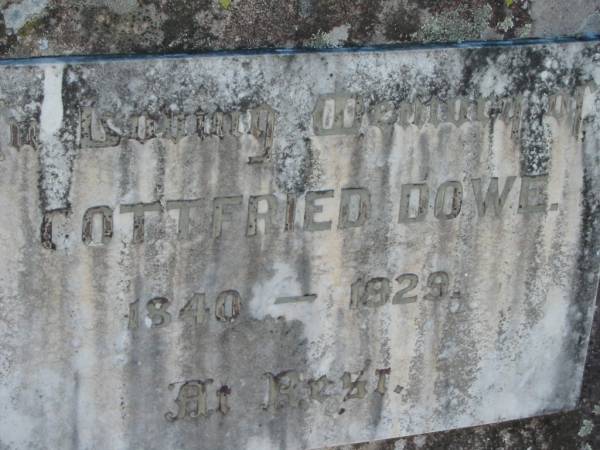 In Loving Memory of
GOTTFRIED DOWE.
1840 — 1929.
At Rest.